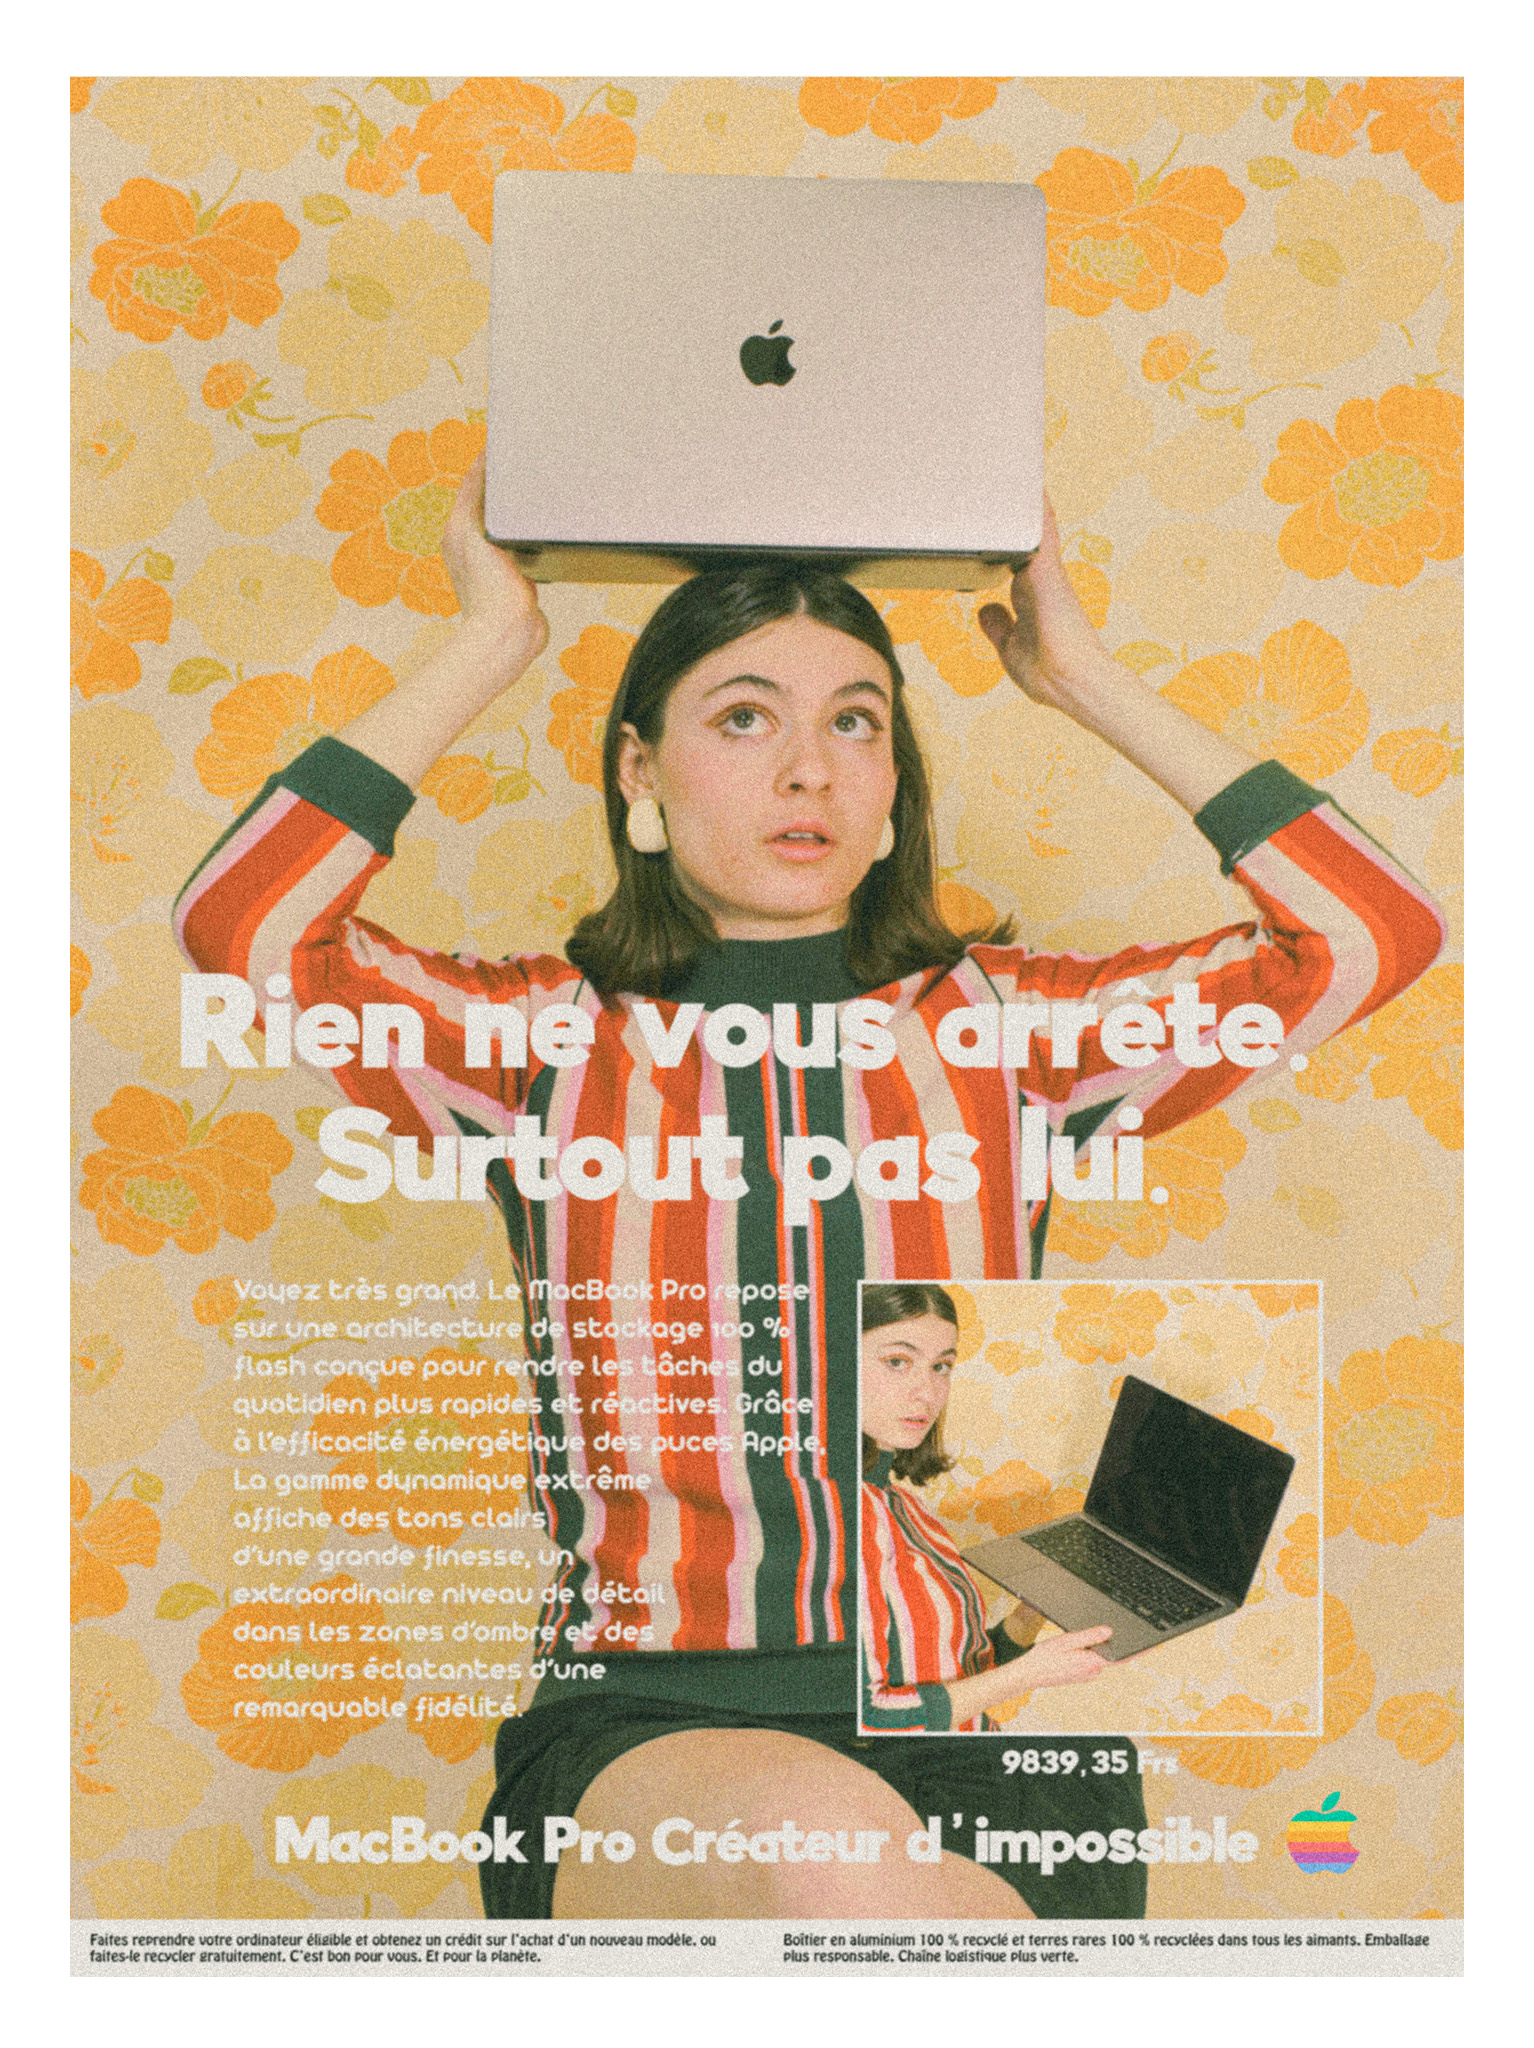 Rien ne vous arrête.
Surtout pas lui.
Voyez très grand. Le MacBook Pro repose
sur une architecture de stockage 100 %
flash conçue pour rendre les tâches du
quotidien plus rapides et réactives. Grâce
à l'efficacité énergétique des puces Apple.
La gamme dynamique extrême
affiche des tons clairs
d'une grande finesse, un
extraordinaire niveau de détail
dans les zones d'ombre et des
couleurs éclatantes d'une
remarquable fidélité.
9839,35 Frs
MacBook Pro Créateur d'impossible
Faites reprendre votre ordinateur éligible et obtenez un crédit sur l'achat d'un nouveau modèle, ou
faites-le recycler gratuitement. C'est bon pour vous. Et pour la planète.
Boîtier en aluminium 100 % recyclé et terres rares 100 % recyclées dans tous les aimants. Emballage
plus responsable. Chaîne logistique plus verte.